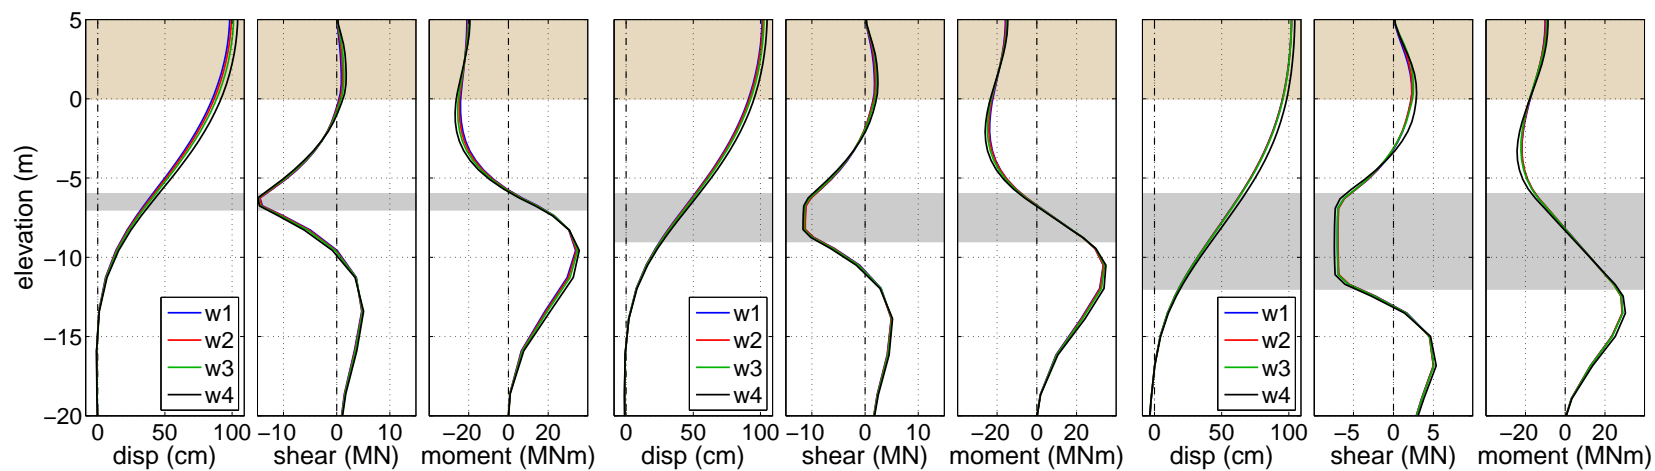 5
0
−5
−10
−15
−20
elevation (m)
w1
w2
w3
w4
w1
w2
w3
w4
w1
w2
w3
w4
0 50 100 −10 0 10 −20 0 20 0 50 100 −10 0 10 −20 0 20 0 50 100 −5 0 5 −20 0 20
disp (cm) shear (MN) moment (MNm) disp (cm) shear (MN) moment (MNm) disp (cm) shear (MN) moment (MNm)